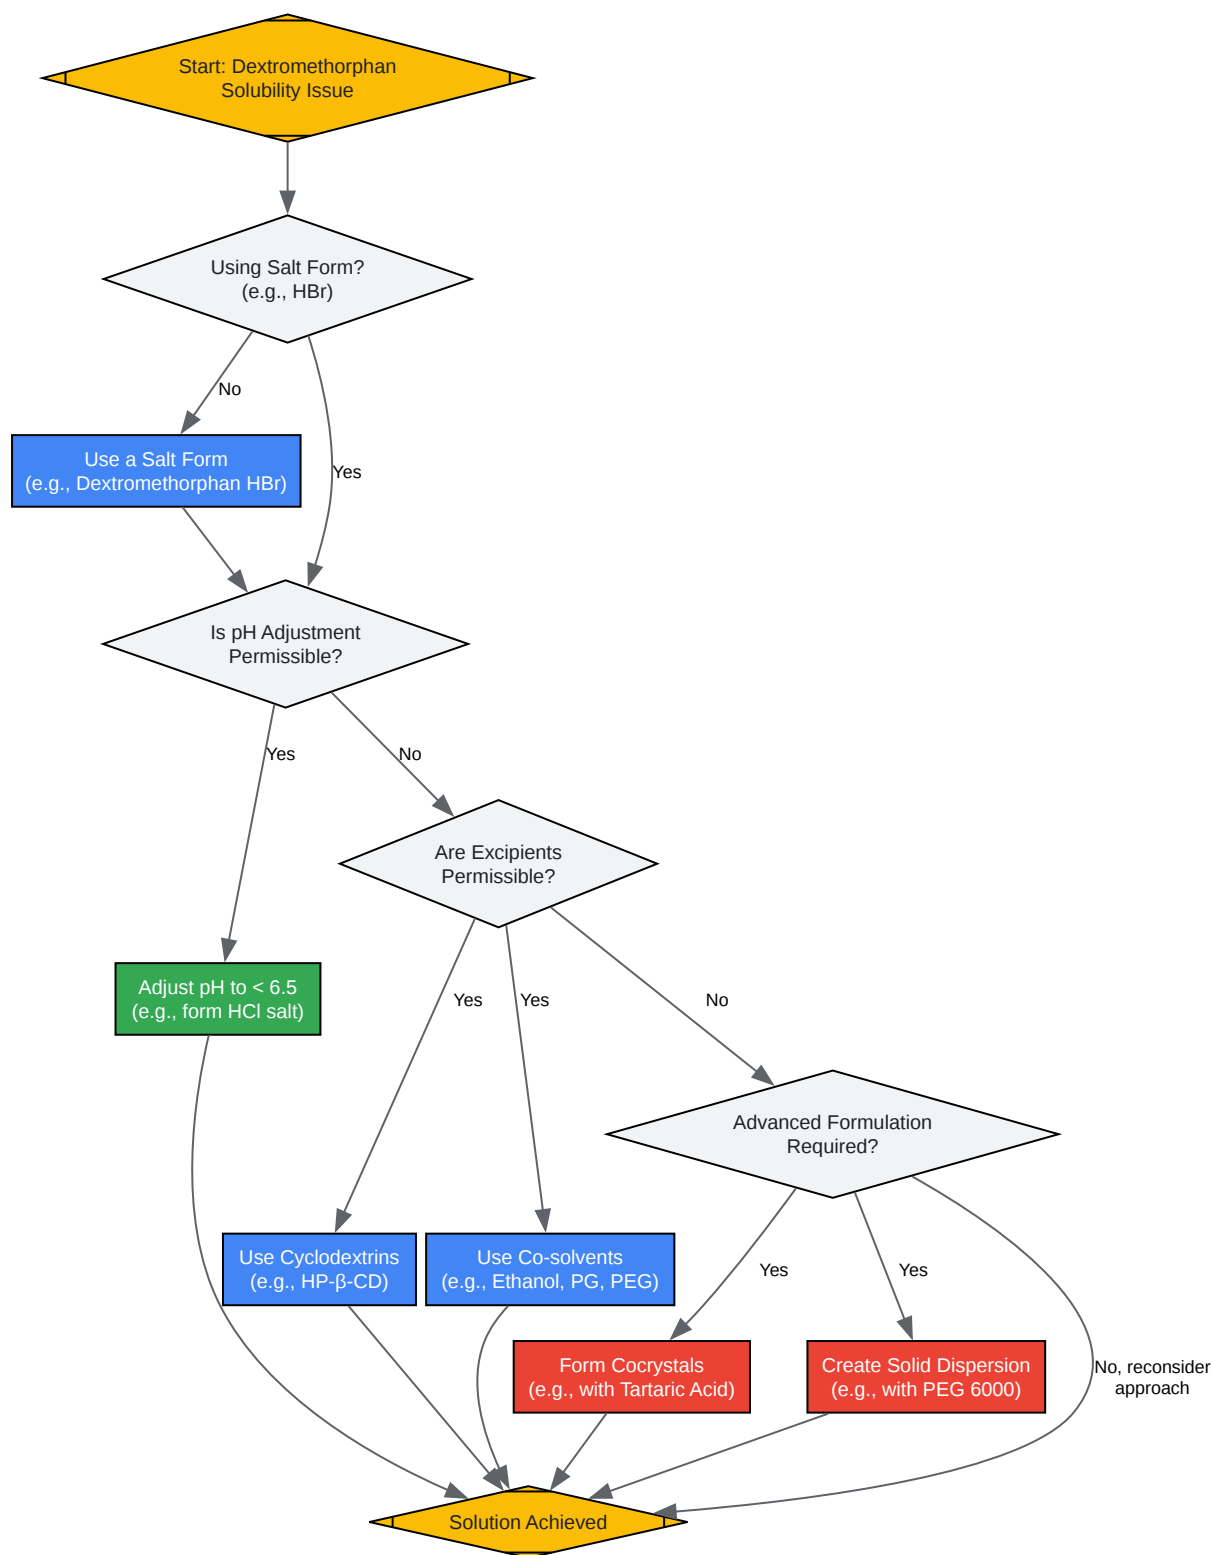 Start: Dextromethorphan
Solubility Issue
Using Salt Form?
(e.g., HBr)
No
Yes
Use a Salt Form
(e.g., Dextromethorphan HBr)
Is pH Adjustment
Permissible?
Yes
No
Are Excipients
Permissible?
Adjust pH to < 6.5
(e.g., form HCl salt)
Yes
Yes
No
Advanced Formulation
Required?
Use Cyclodextrins
(e.g., HP-β-CD)
Use Co-solvents
(e.g., Ethanol, PG, PEG)
Yes
Yes
No, reconsider
approach
Form Cocrystals
(e.g., with Tartaric Acid)
Create Solid Dispersion
(e.g., with PEG 6000)
Solution Achieved